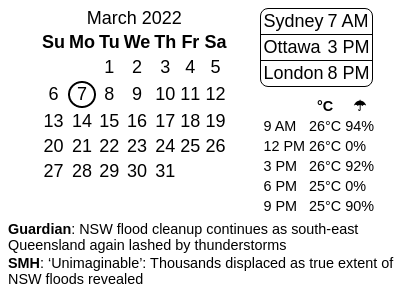 March 2022
Su Mo Tu We Th Fr Sa
1 2 3 4 5
6 7 8 9 10 11 12
13 14 15 16 17 18 19
20 21 22 23 24 25 26
27 28 29 30 31
Sydney 7 AM
Ottawa 3 PM
London 8 PM
°C ☂
9 AM 26°C 94%
12 PM 26°C 0%
3 PM 26°C 92%
6 PM 25°C 0%
9 PM 25°C 90%
Guardian: NSW flood cleanup continues as south-east
Queensland again lashed by thunderstorms
SMH: ‘Unimaginable’: Thousands displaced as true extent of
NSW floods revealed